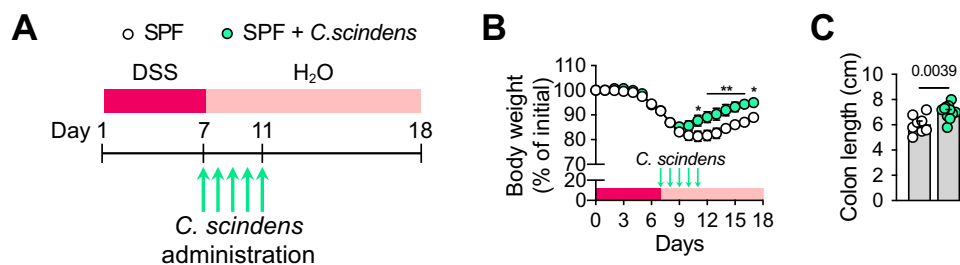 A
SPF
SPF + C.scindens
DSS
H₂O
Day 1
7
11
18
C. scindens
administration
B
Body weight
(% of initial)
110
100
90
80
20
0
*
**
*
C. scindens
0 3 6 9 12 15 18
Days
C
0.0039
Colon length (cm)
10
8
6
4
2
0